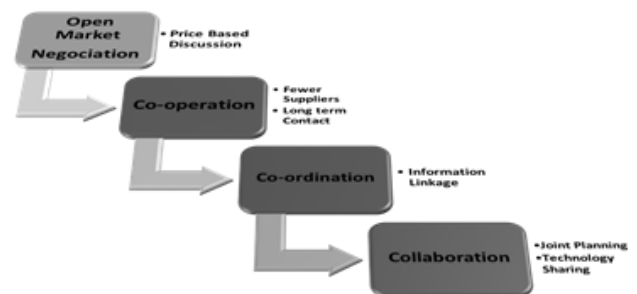 Open
Market
Negociation
• Price Based
Discussion
Co-operation
• Fewer
Suppliers
• Long term
Contact
Co-ordination
• Information
Linkage
Collaboration
•Joint Planning
•Technology
Sharing